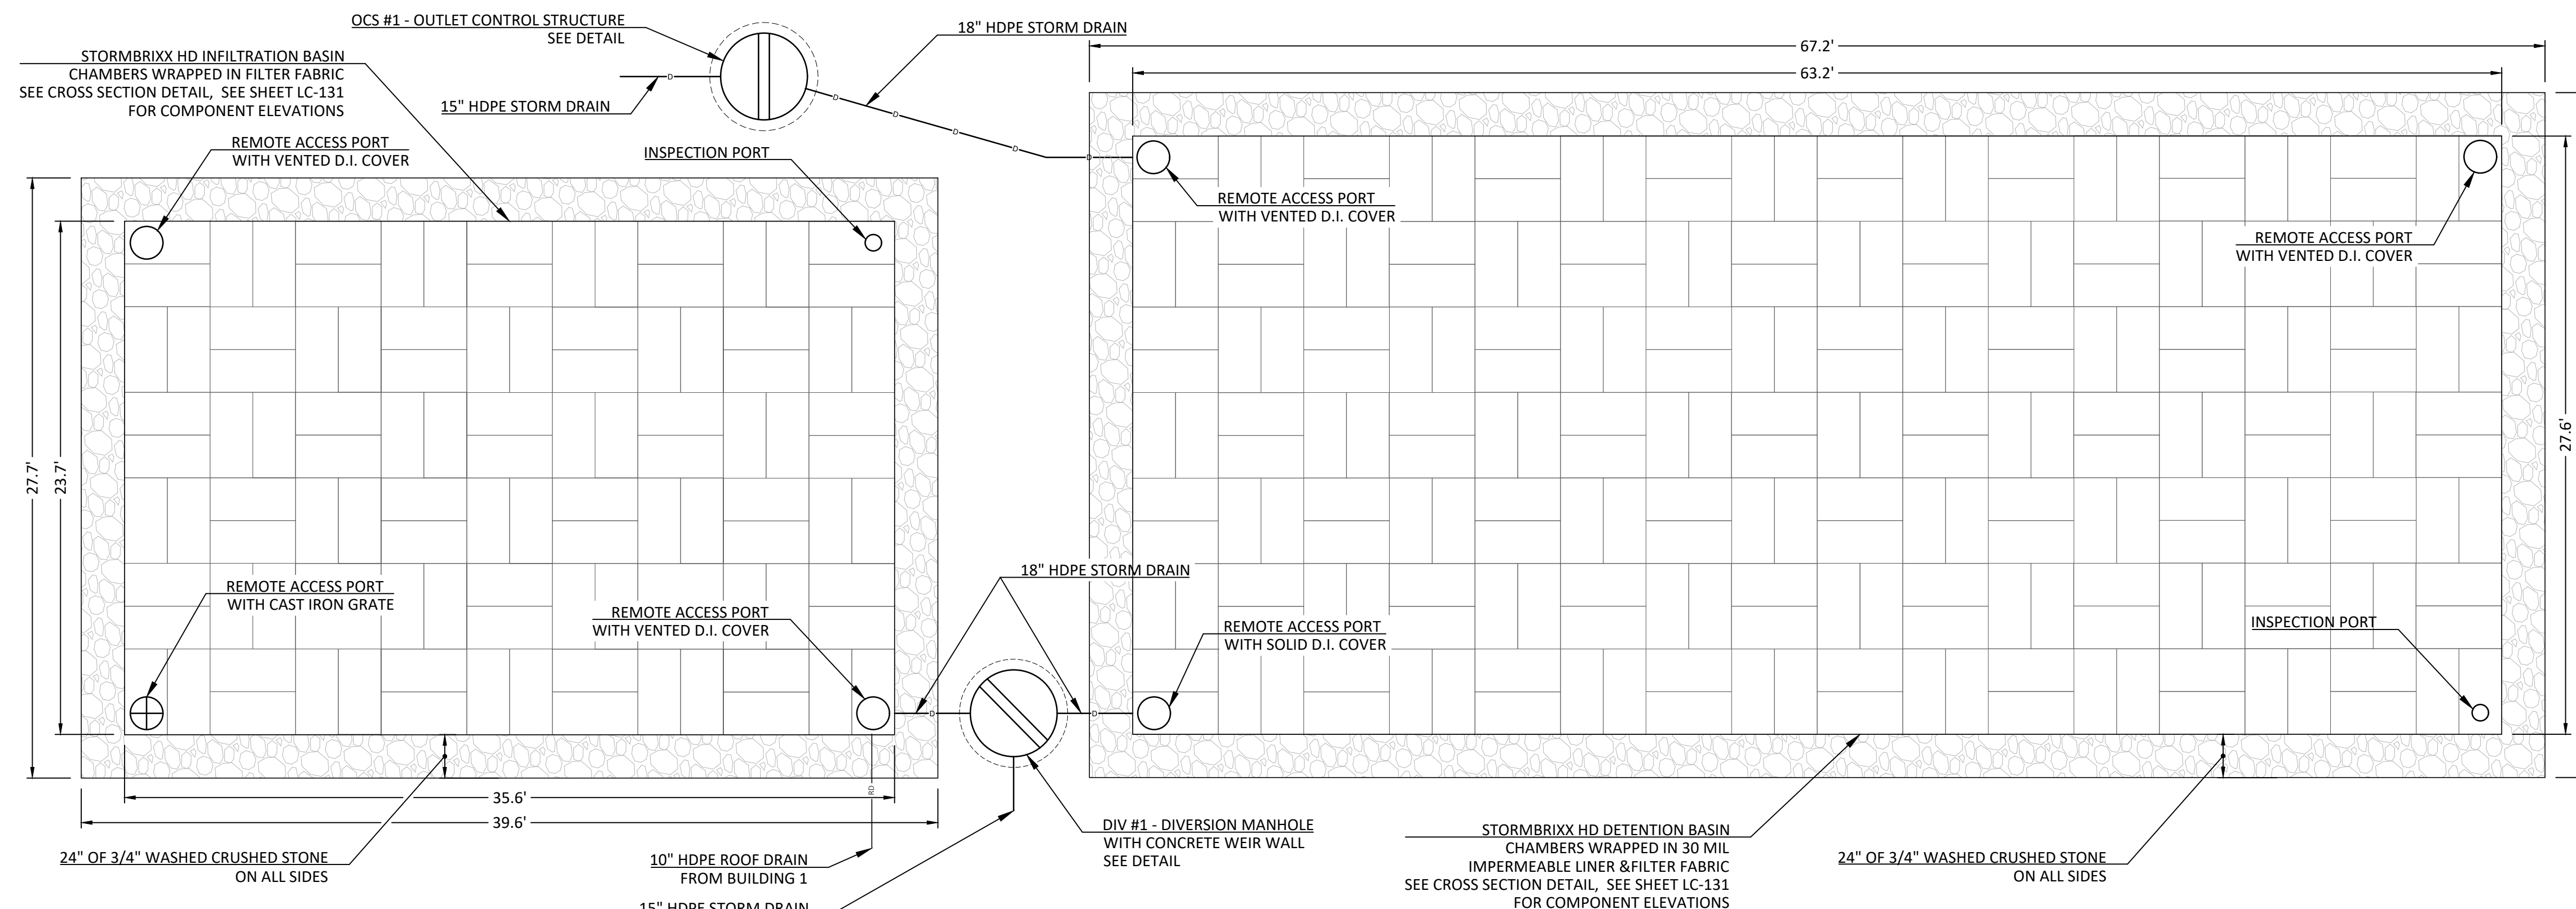 OCS #1 - OUTLET CONTROL STRUCTURE
SEE DETAIL
18" HDPE STORM DRAIN
67.2'
63.2'
STORMBRIXX HD INFILTRATION BASIN
CHAMBERS WRAPPED IN FILTER FABRIC
SEE CROSS SECTION DETAIL, SEE SHEET LC-131
FOR COMPONENT ELEVATIONS
15" HDPE STORM DRAIN
D
D
D
D
D
D
REMOTE ACCESS PORT
WITH VENTED D.I. COVER
INSPECTION PORT
REMOTE ACCESS PORT
WITH VENTED D.I. COVER
REMOTE ACCESS PORT
WITH VENTED D.I. COVER
27.7'
23.7'
27.6'
REMOTE ACCESS PORT
WITH CAST IRON GRATE
REMOTE ACCESS PORT
WITH VENTED D.I. COVER
18" HDPE STORM DRAIN
REMOTE ACCESS PORT
WITH SOLID D.I. COVER
INSPECTION PORT
D
D
RD
35.6'
39.6'
24" OF 3/4" WASHED CRUSHED STONE
ON ALL SIDES
10" HDPE ROOF DRAIN
FROM BUILDING 1
15" HDPE STORM DRAIN
DIV #1 - DIVERSION MANHOLE
WITH CONCRETE WEIR WALL
SEE DETAIL
STORMBRIXX HD DETENTION BASIN
CHAMBERS WRAPPED IN 30 MIL
IMPERMEABLE LINER &FILTER FABRIC
SEE CROSS SECTION DETAIL, SEE SHEET LC-131
FOR COMPONENT ELEVATIONS
24" OF 3/4" WASHED CRUSHED STONE
ON ALL SIDES